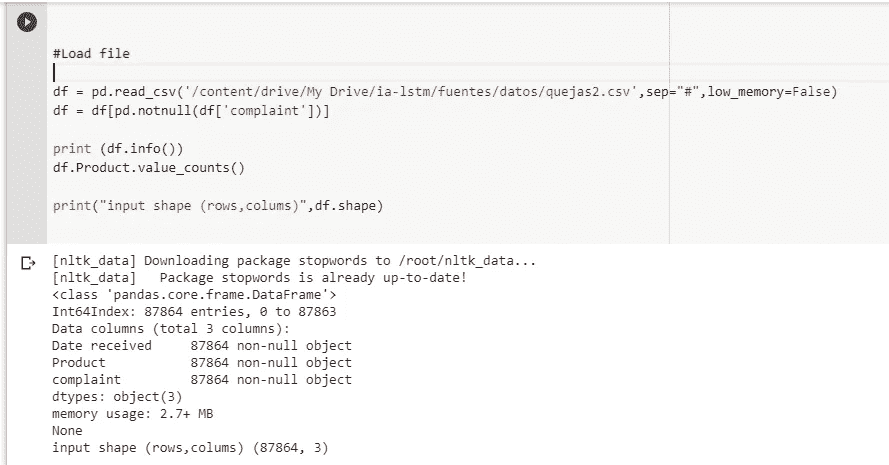 #Load file
df = pd.read_csv('/content/drive/My Drive/ia-lstm/fuentes/datos/quejas2.csv',sep="#",low_memory=False)
df = df[pd.notnull(df['complaint'])]
print (df.info())
df.Product.value_counts()
print("input shape (rows,colums)",df.shape)
[nltk_data] Downloading package stopwords to /root/nltk_data...
[nltk_data]   Package stopwords is already up-to-date!
<class 'pandas.core.frame.DataFrame'>
Int64Index: 87864 entries, 0 to 87863
Data columns (total 3 columns):
Date received    87864 non-null object
Product          87864 non-null object
complaint        87864 non-null object
dtypes: object(3)
memory usage: 2.7+ MB
None
input shape (rows,colums) (87864, 3)